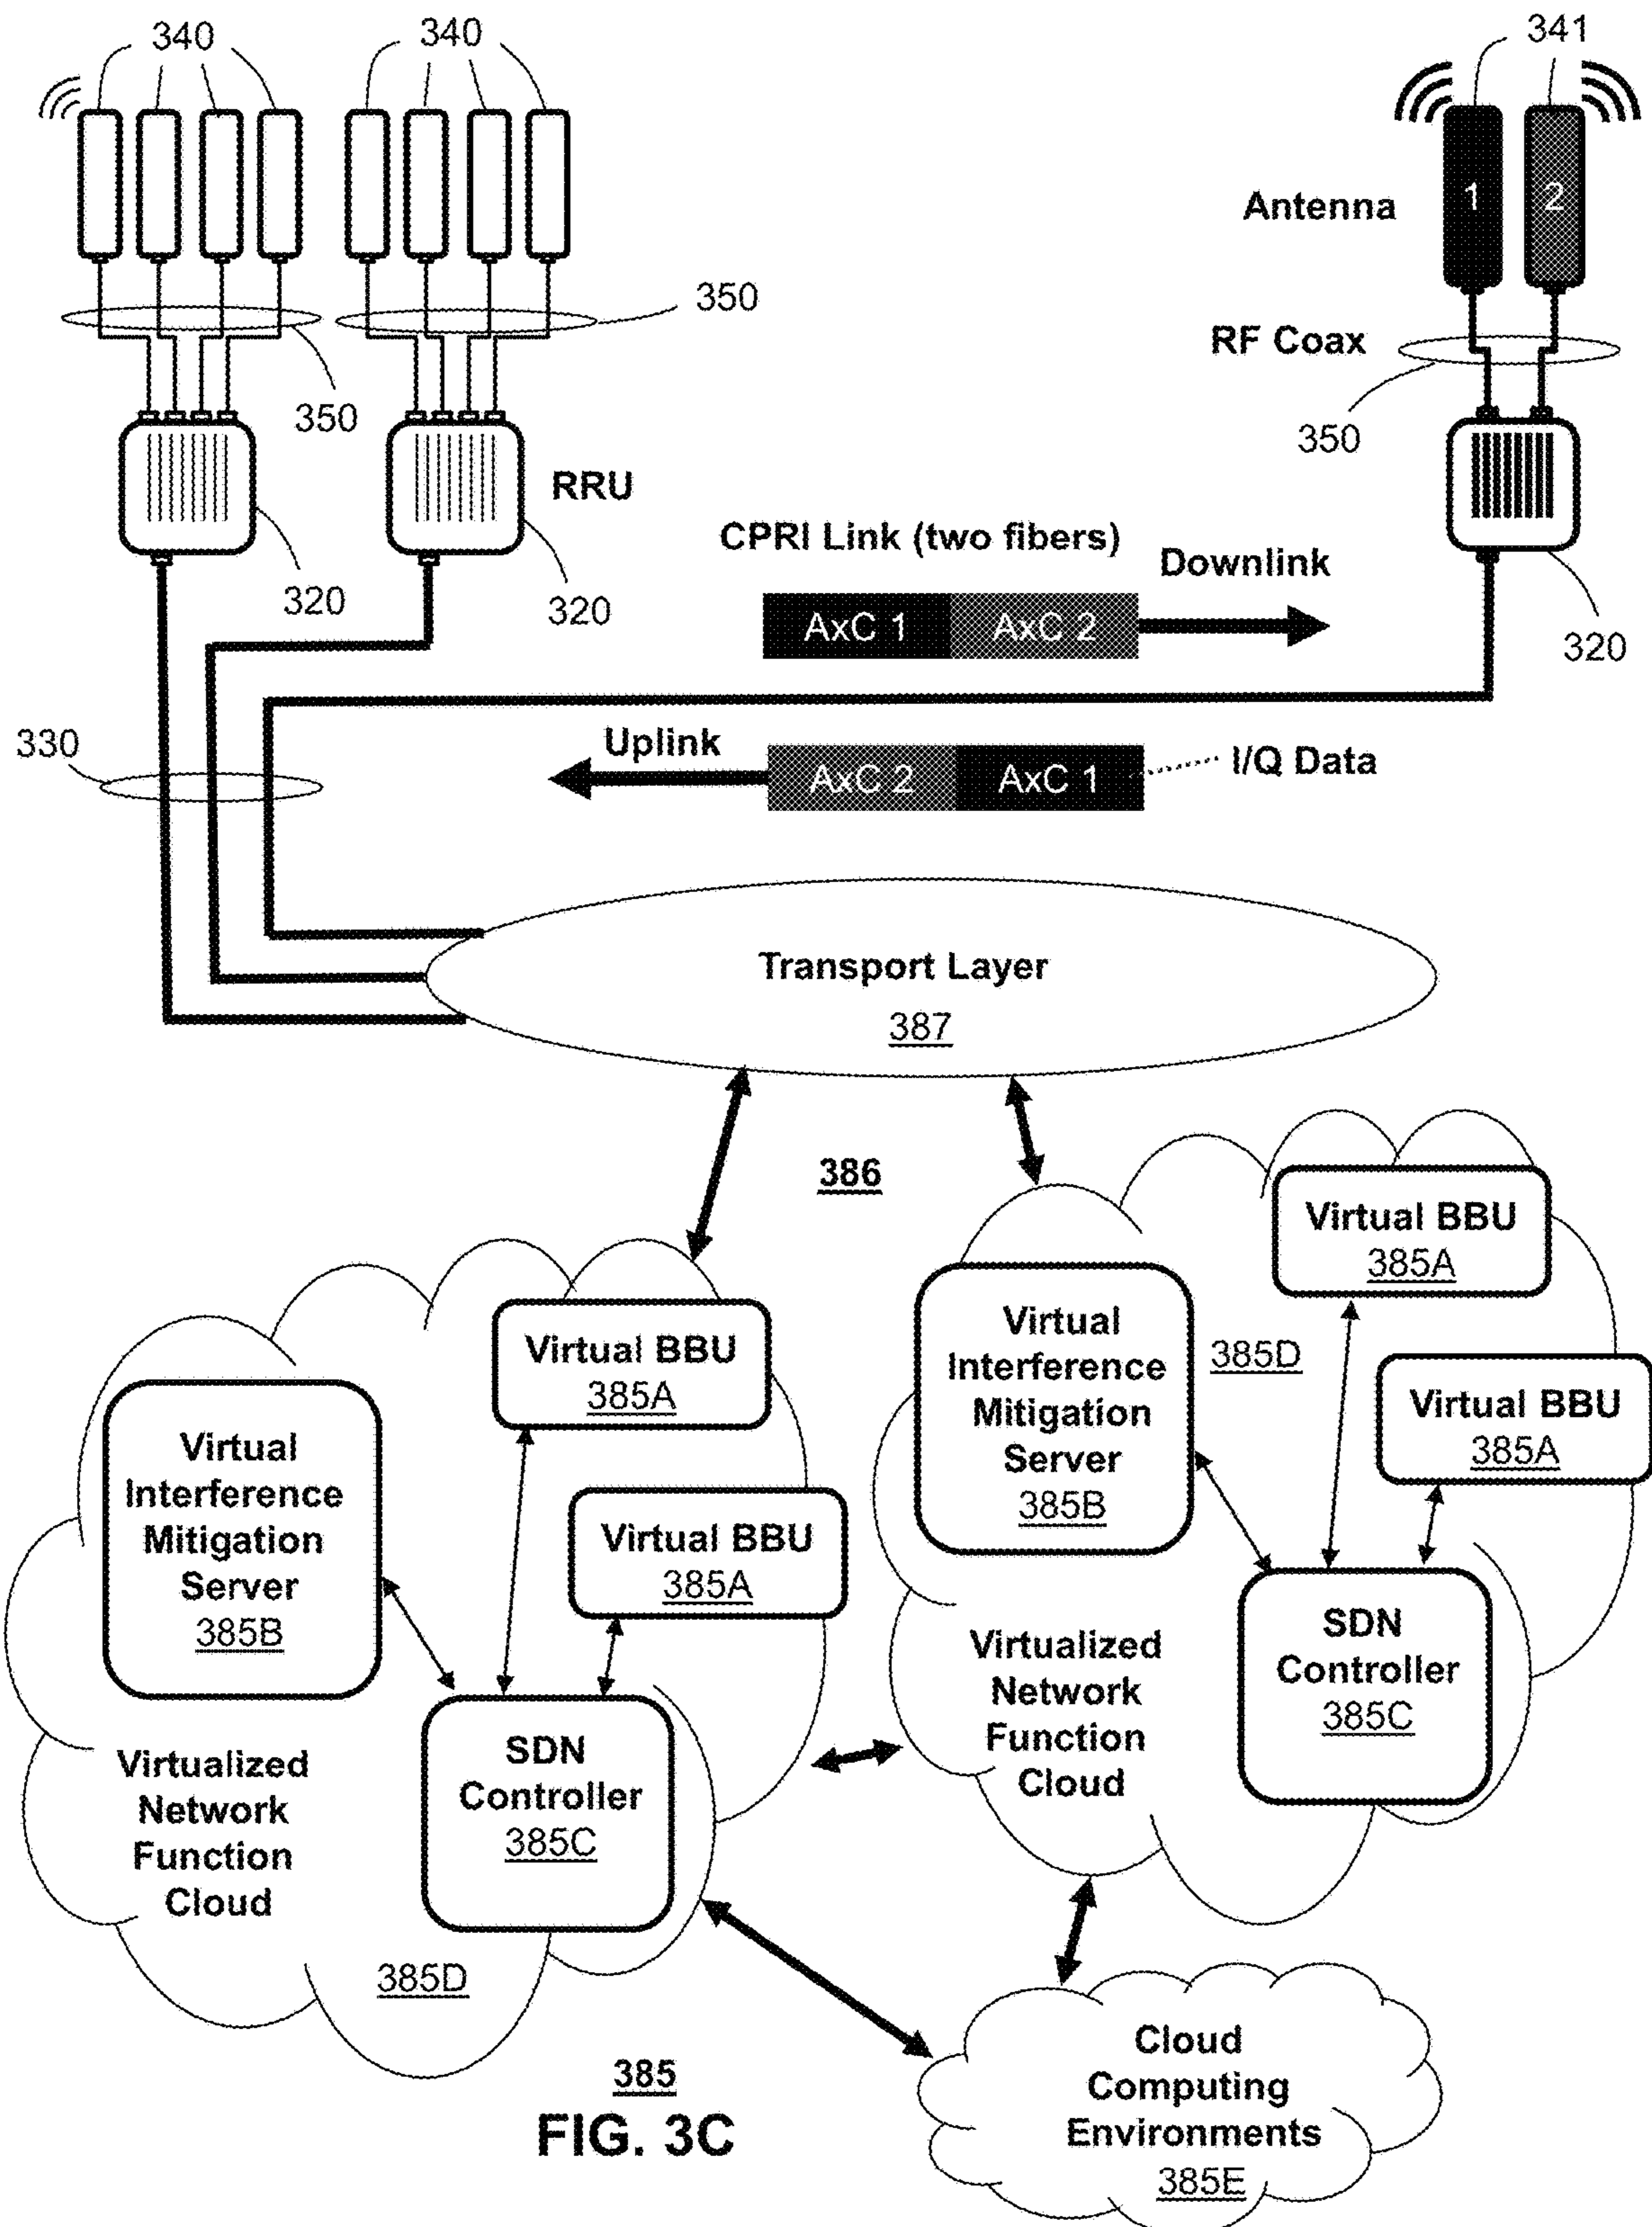 340
340
341
1
2
Antenna
350
RF Coax
350
350
RRU
CPRI Link (two fibers)
Downlink
320
320
AxC 1
AxC 2
320
330
Uplink
AxC 2
AxC 1
I/Q Data
Transport Layer
387
386
Virtual BBU
385A
Virtual
Interference
Mitigation
Server
385B
385D
Virtual BBU
385A
SDN
Controller
385C
Virtualized
Network
Function
Cloud
Virtual BBU
385A
Virtual
Interference
Mitigation
Server
385B
Virtual BBU
385A
SDN
Controller
385C
Virtualized
Network
Function
Cloud
385D
Cloud
Computing
Environments
385E
385
FIG. 3C